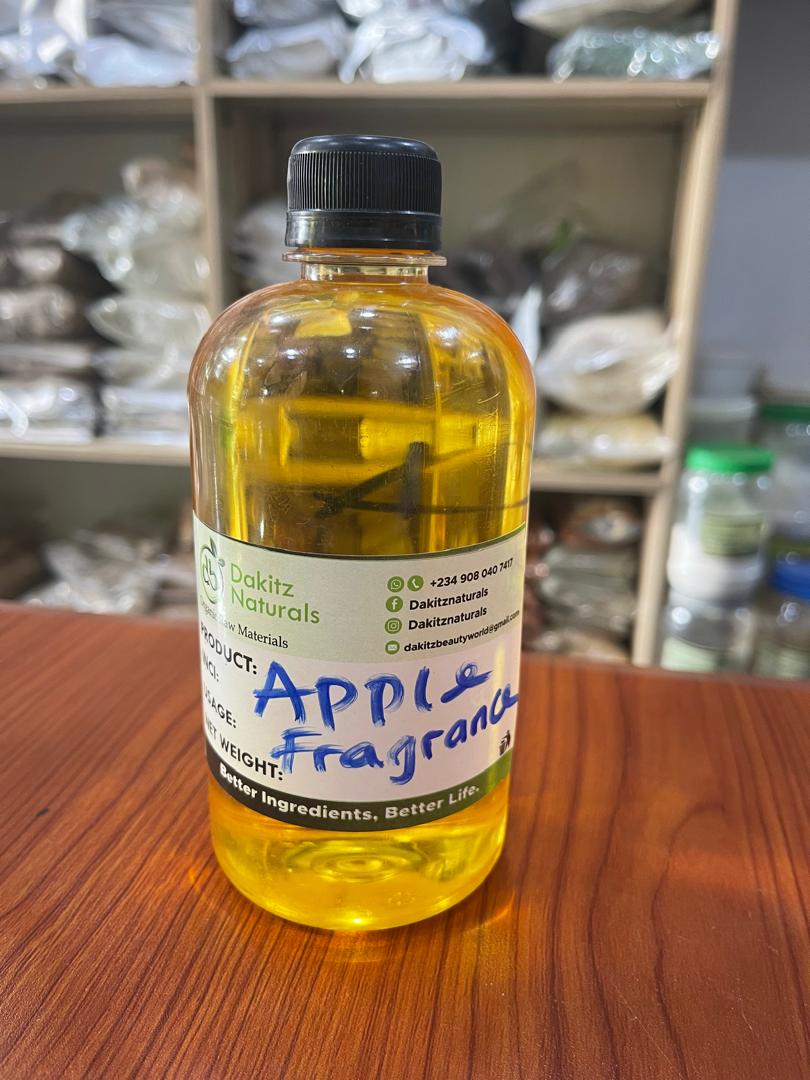 Dakitz
Naturals
Organic Raw Materials
+234 908 040 7417
Dakitznaturals
Dakitznaturals
dakitzbeautyworld@gmail.com
PRODUCT:
INCI:
USAGE:
NET WEIGHT:
APPle
Fragrance
Better Ingredients, Better Life.